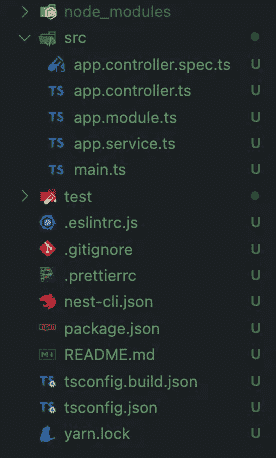 node_modules
src
app.controller.spec.ts U
TS app.controller.ts U
TS app.module.ts U
TS app.service.ts U
TS main.ts U
test
.eslintrc.js U
.gitignore U
.prettierrc U
nest-cli.json U
package.json U
README.md U
TS tsconfig.build.json U
TS tsconfig.json U
yarn.lock U